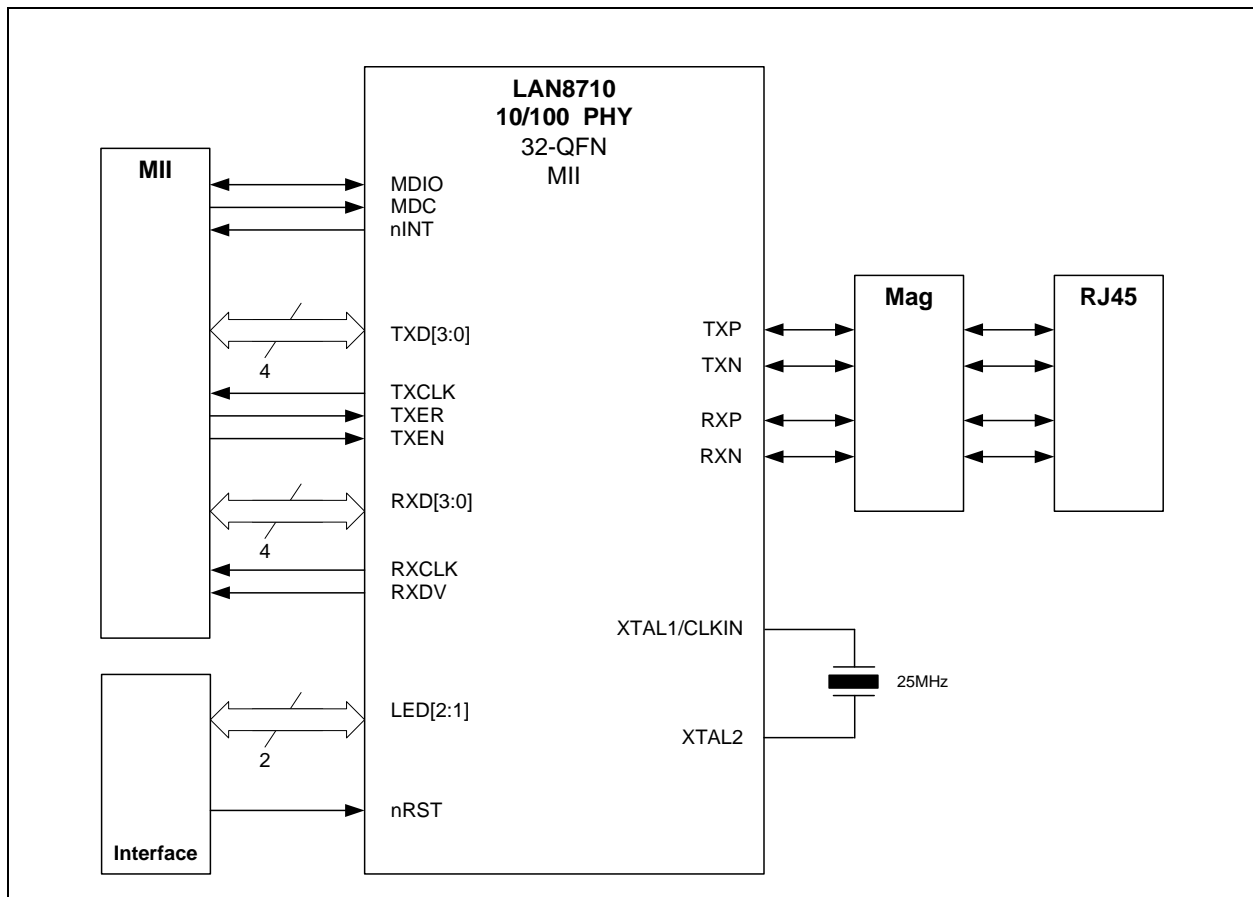 LAN8710
10/100 PHY
32-QFN
MII
MII
MDIO
MDC
nINT
TXD[3:0]
4
TXCLK
TXER
TXEN
RXD[3:0]
4
RXCLK
RXDV
LED[2:1]
2
nRST
Interface
TXP
TXN
RXP
RXN
Mag
RJ45
XTAL1/CLKIN
25MHz
XTAL2